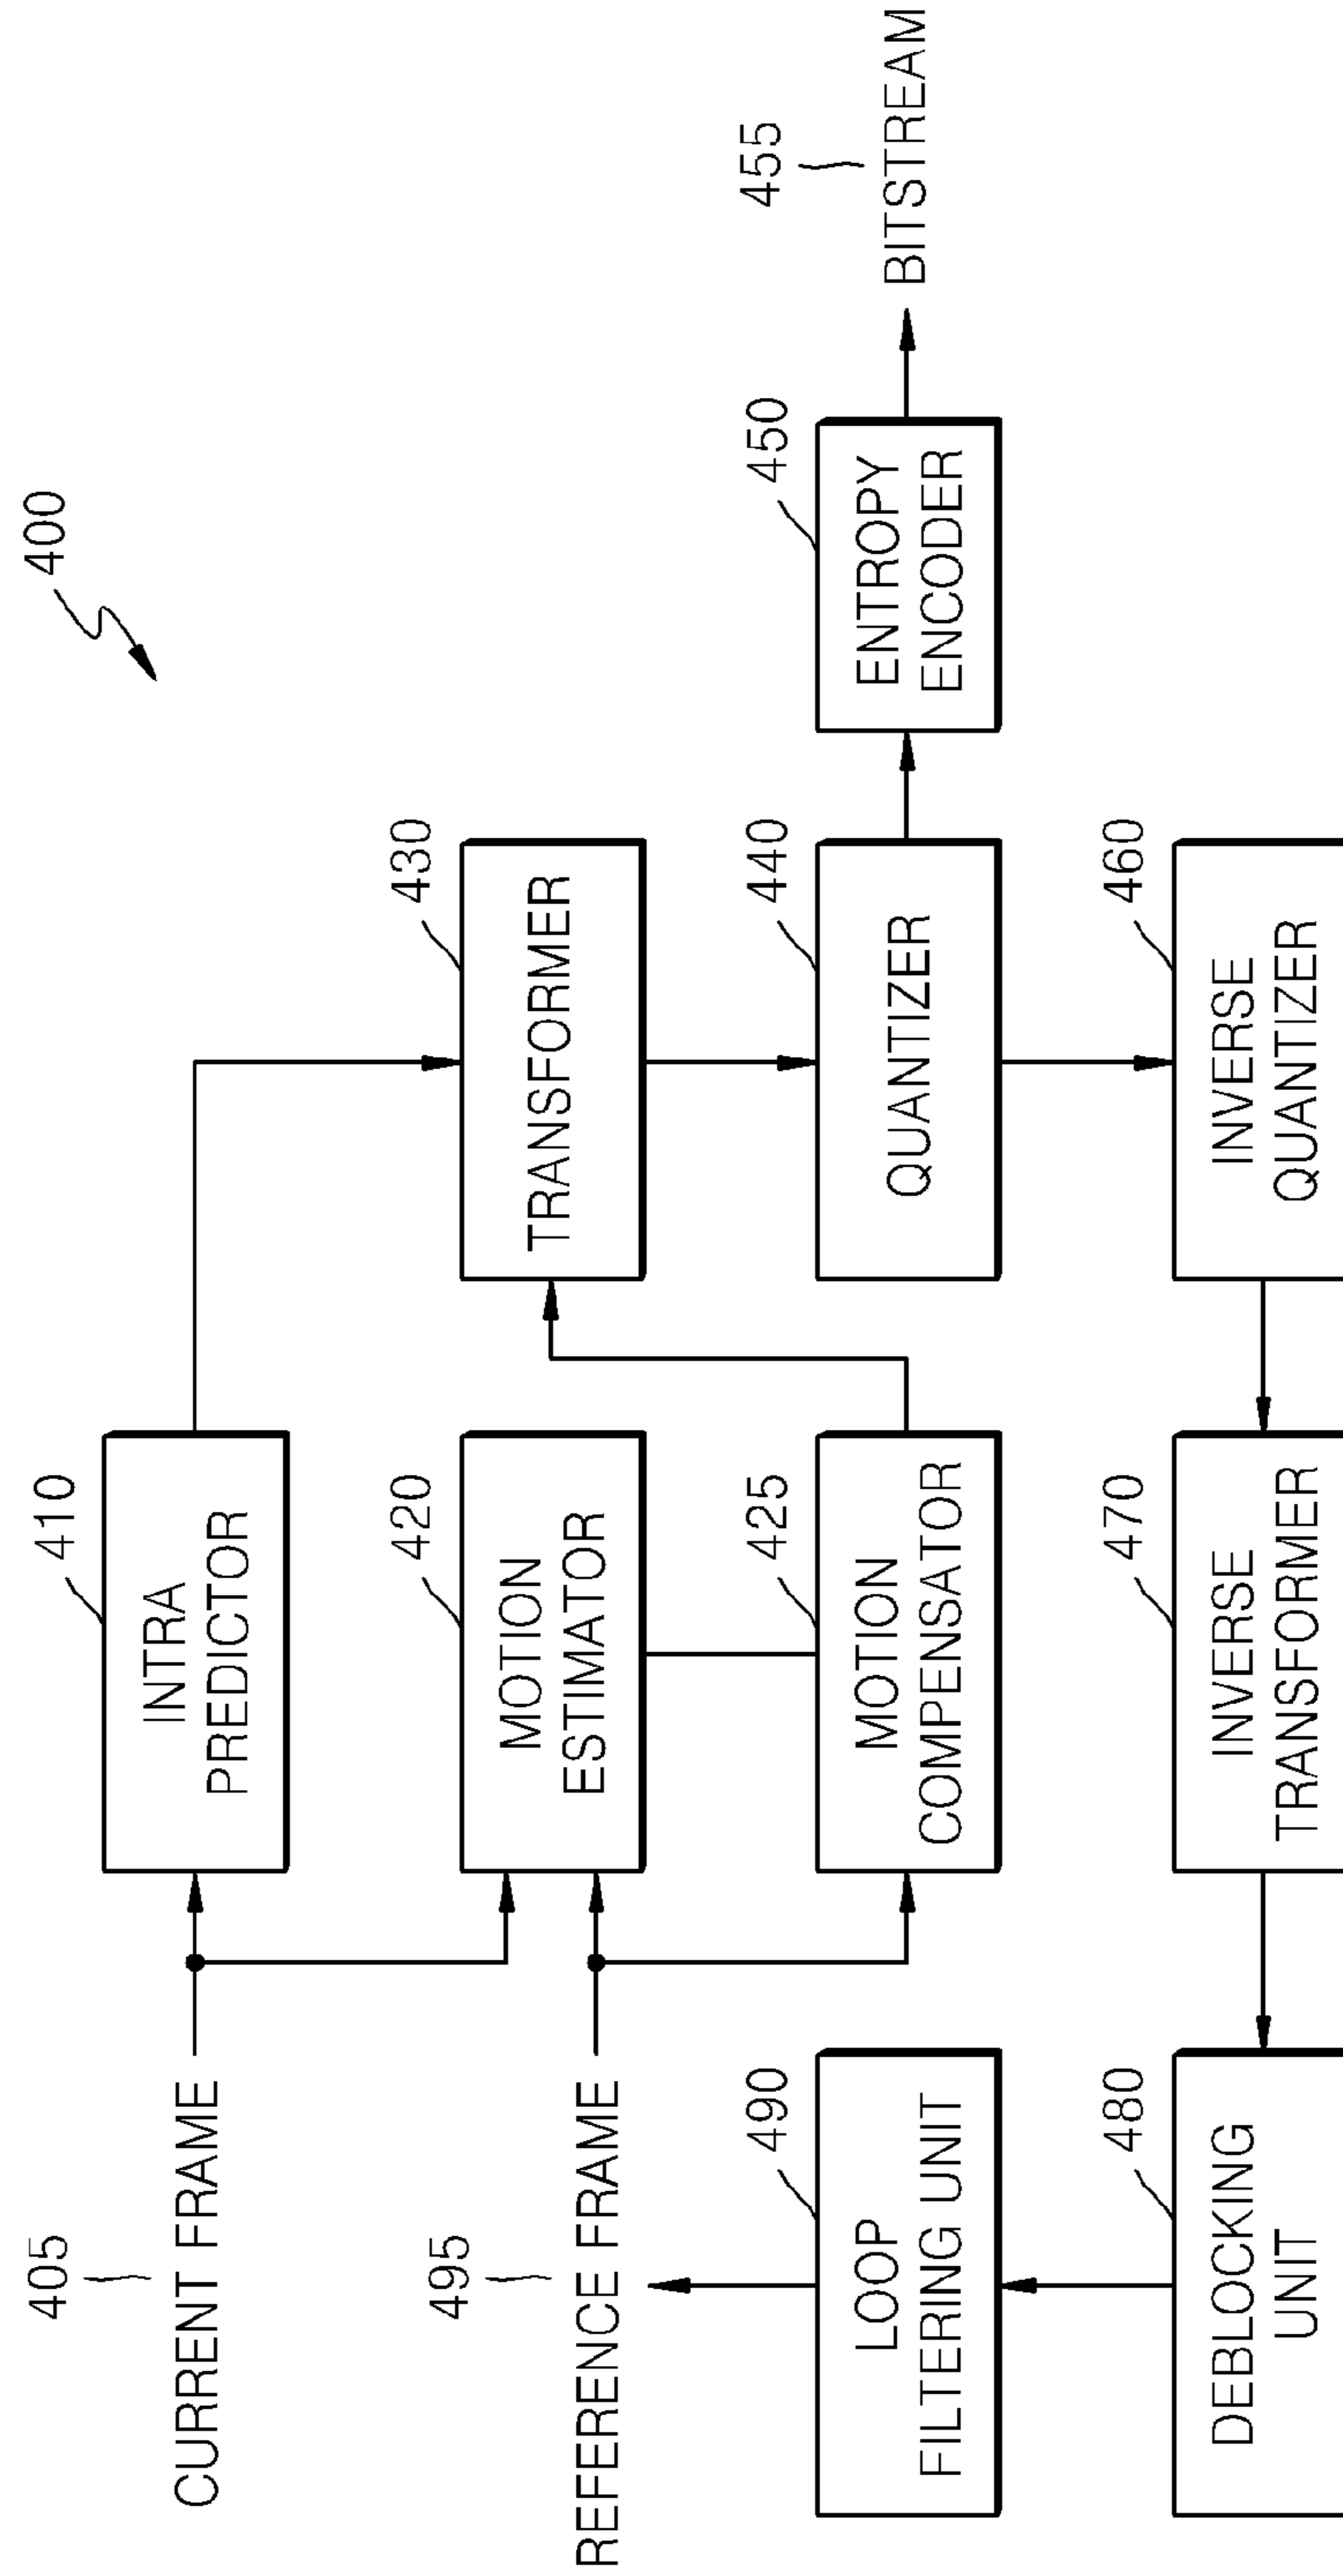 400
405
CURRENT FRAME
410
INTRA
PREDICTOR
495
REFERENCE FRAME
420
MOTION
ESTIMATOR
430
TRANSFORMER
490
LOOP
FILTERING UNIT
425
MOTION
COMPENSATOR
440
QUANTIZER
450
ENTROPY
ENCODER
455
BITSTREAM
480
DEBLOCKING
UNIT
470
INVERSE
TRANSFORMER
460
INVERSE
QUANTIZER